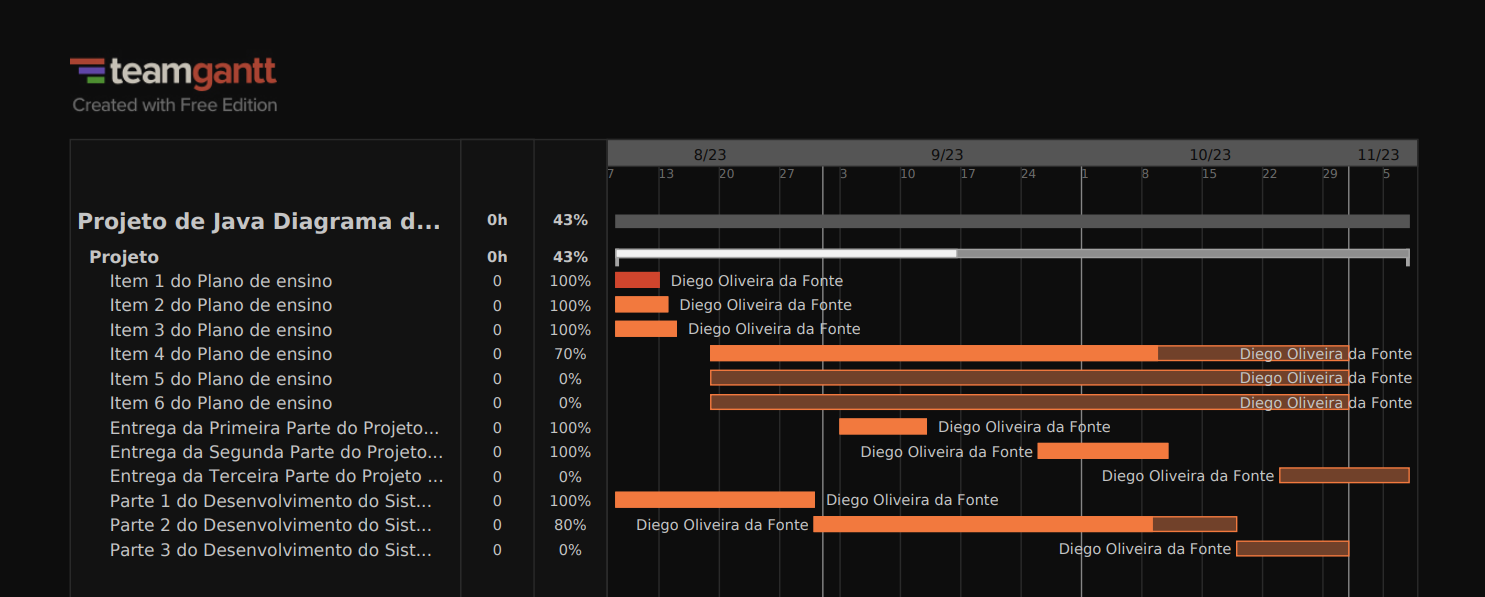 teamgantt
Created with Free Edition
8/23 9/23 10/23 11/23
7 13 20 27 3 10 17 24 1 8 15 22 29 5
Projeto de Java Diagrama d... 0h 43%
Projeto 0h 43%
Item 1 do Plano de ensino 0 100% Diego Oliveira da Fonte
Item 2 do Plano de ensino 0 100% Diego Oliveira da Fonte
Item 3 do Plano de ensino 0 100% Diego Oliveira da Fonte
Item 4 do Plano de ensino 0 70% Diego Oliveira da Fonte
Item 5 do Plano de ensino 0 0% Diego Oliveira da Fonte
Item 6 do Plano de ensino 0 0% Diego Oliveira da Fonte
Entrega da Primeira Parte do Projeto... 0 100% Diego Oliveira da Fonte
Entrega da Segunda Parte do Projeto... 0 100% Diego Oliveira da Fonte
Entrega da Terceira Parte do Projeto ... 0 0% Diego Oliveira da Fonte
Parte 1 do Desenvolvimento do Sist... 0 100% Diego Oliveira da Fonte
Parte 2 do Desenvolvimento do Sist... 0 80% Diego Oliveira da Fonte
Parte 3 do Desenvolvimento do Sist... 0 0% Diego Oliveira da Fonte